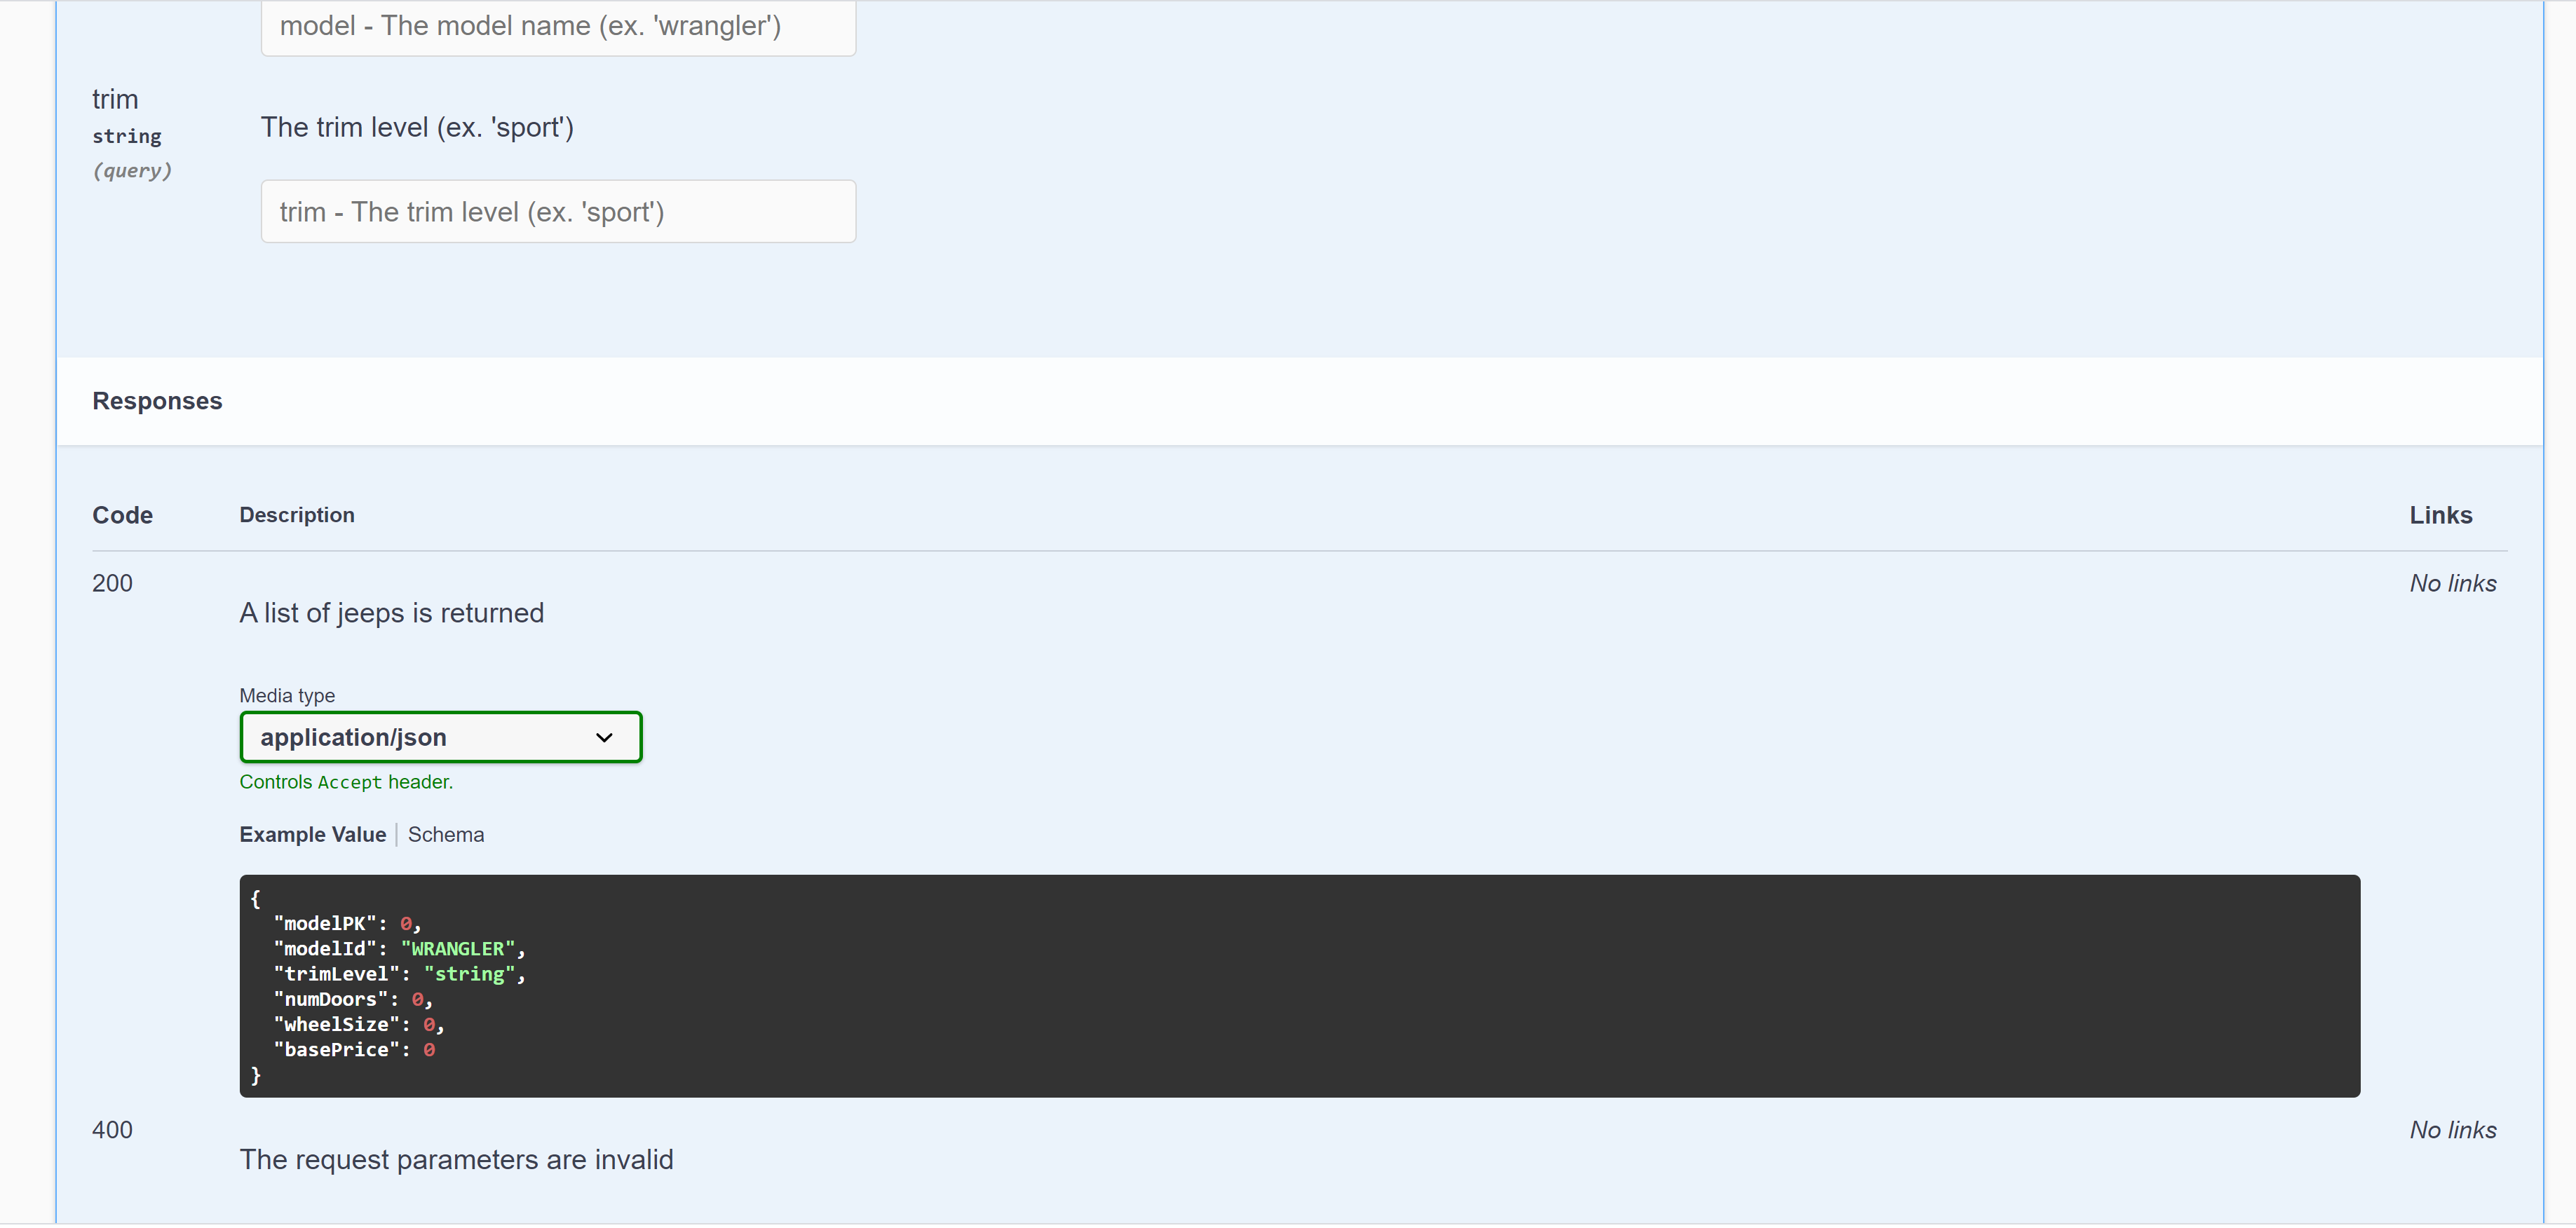 model - The model name (ex. 'wrangler')
trim
string
(query)
The trim level (ex. 'sport')
trim - The trim level (ex. 'sport')
Responses
Code Description Links
200 No links
A list of jeeps is returned
Media type
application/json
Controls Accept header.
Example Value Schema
{
"modelPK": 0,
"modelId": "WRANGLER",
"trimLevel": "string",
"numDoors": 0,
"wheelSize": 0,
"basePrice": 0
}
400 No links
The request parameters are invalid